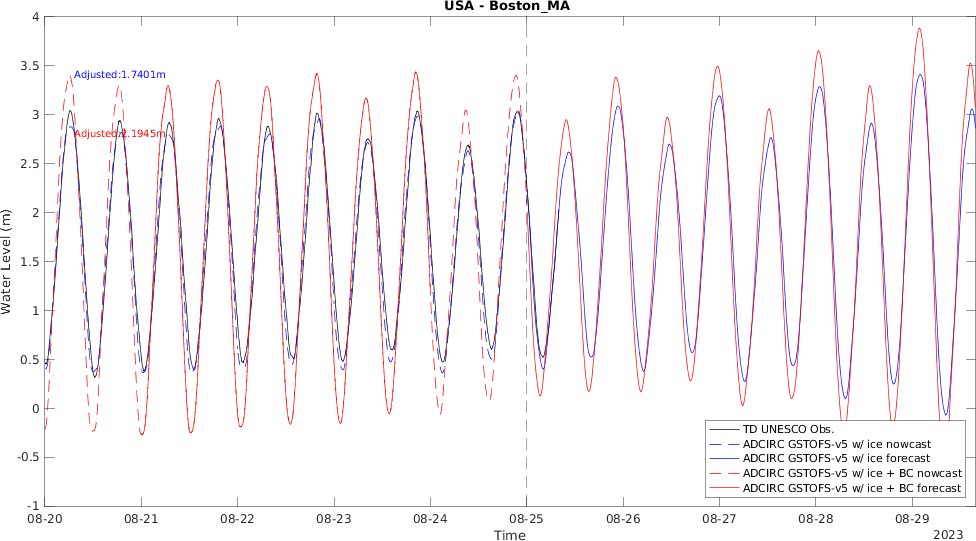 USA - Boston_MA
4
3.5
3
2.5
2
1.5
1
0.5
0
-0.5
-1
Water Level (m)
Adjusted:1.7401m
Adjusted:2.1945m
TD UNESCO Obs.
ADCIRC GSTOFS-v5 w/ ice nowcast
ADCIRC GSTOFS-v5 w/ ice forecast
ADCIRC GSTOFS-v5 w/ ice + BC nowcast
ADCIRC GSTOFS-v5 w/ ice + BC forecast
08-20 08-21 08-22 08-23 08-24 08-25 08-26 08-27 08-28 08-29
Time
2023